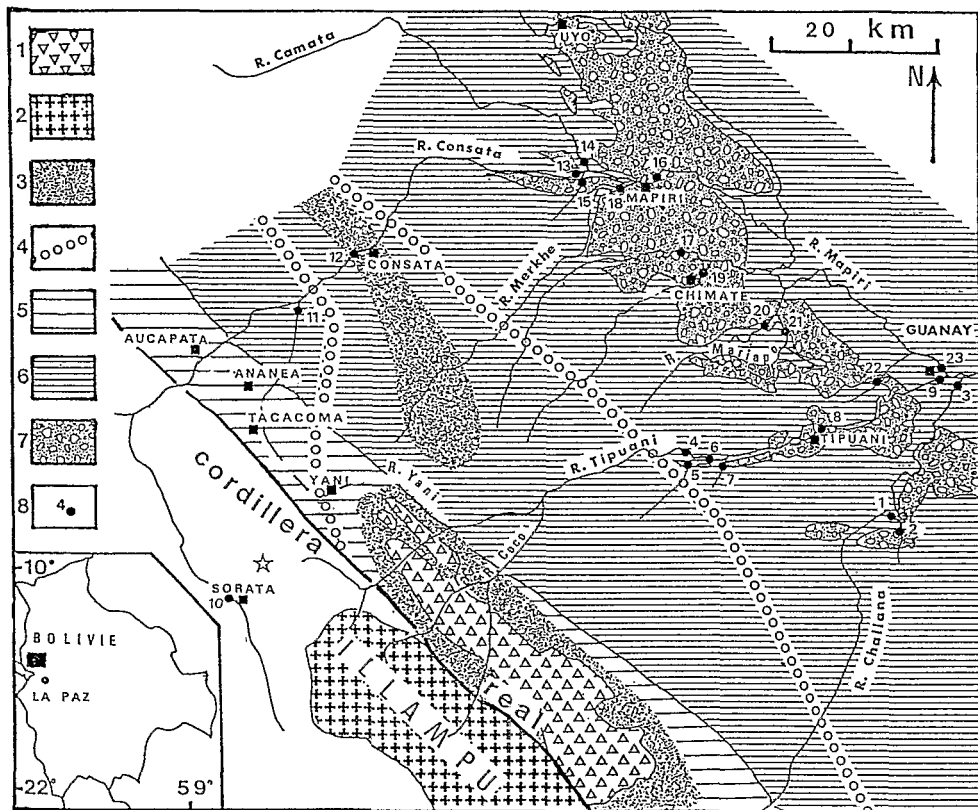 1
2
3
4
5
6
7
8
4
20 km
N
R. Camata
UYO
R. Consata
14
13
15
16
18
MAPIRI
17
12
CONSATA
R. Merkhe
R. Mapiri
19
CHIMATE
11
20
21
GUANAY
AUCAPATA
R. Mariapo
23
22
9
3
ANANEA
8
TACACOMA
TIPUANI
R. Tipuani
4
6
5
7
R. Yani
YANI
cordillera
real
Coco
1
2
SORATA
10
ILLAMPU
R. Challana
10°
BOLIVIE
LA PAZ
22°
59°